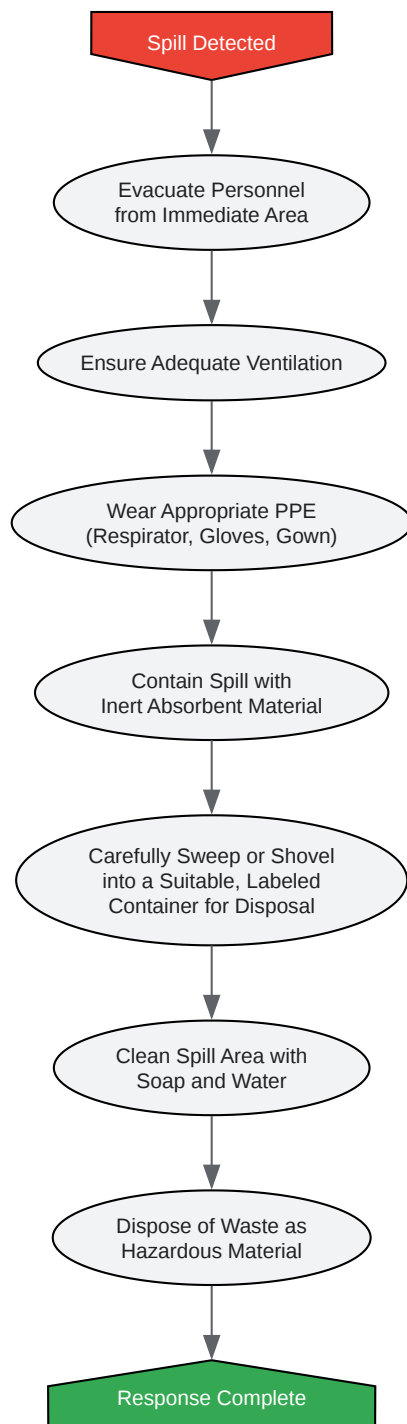 Spill Detected
Evacuate Personnel
from Immediate Area
Ensure Adequate Ventilation
Wear Appropriate PPE
(Respirator, Gloves, Gown)
Contain Spill with
Inert Absorbent Material
Carefully Sweep or Shovel
into a Suitable, Labeled
Container for Disposal
Clean Spill Area with
Soap and Water
Dispose of Waste as
Hazardous Material
Response Complete